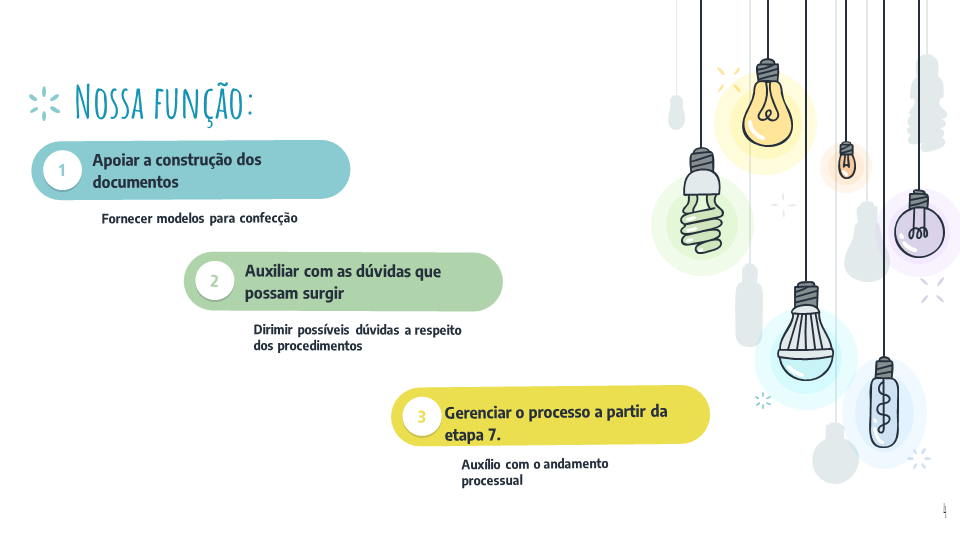 Nossa função:
1
Apoiar a construção dos
documentos
Fornecer modelos para confecção
2
Auxiliar com as dúvidas que
possam surgir
Dirimir possíveis dúvidas a respeito
dos procedimentos
3
Gerenciar o processo a partir da
etapa 7.
Auxílio com o andamento
processual
4